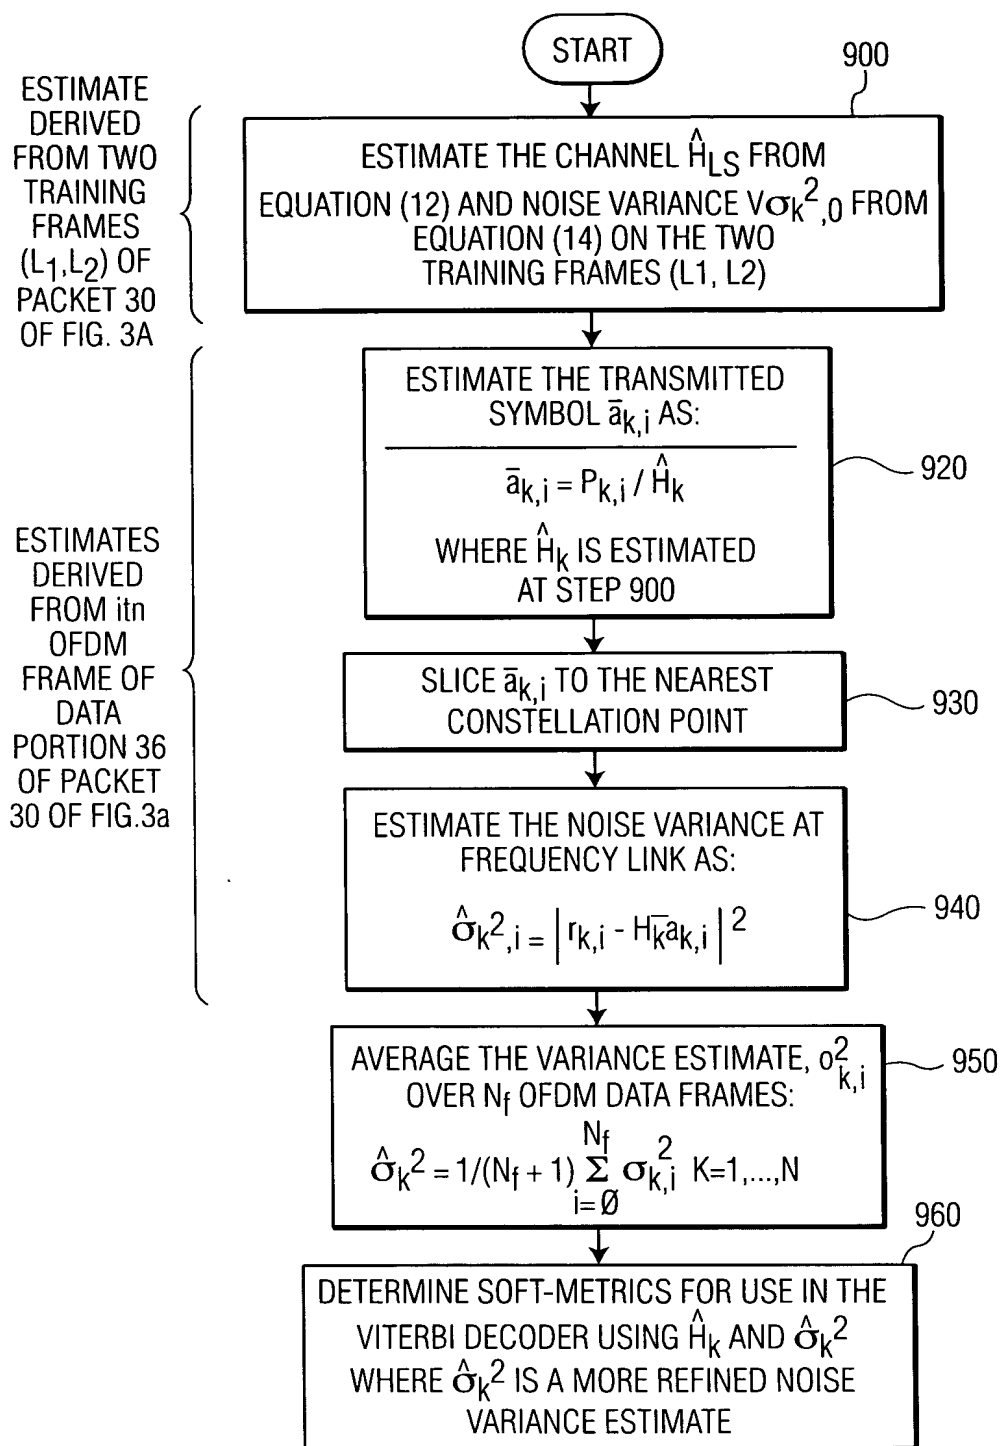 START
900
ESTIMATE
DERIVED
FROM TWO
TRAINING
FRAMES
(L1,L2) OF
PACKET 30
OF FIG. 3A
ESTIMATE THE CHANNEL ĤLS FROM
EQUATION (12) AND NOISE VARIANCE Vσk²,0 FROM
EQUATION (14) ON THE TWO
TRAINING FRAMES (L1, L2)
ESTIMATES
DERIVED
FROM itn
OFDM
FRAME OF
DATA
PORTION 36
OF PACKET
30 OF FIG.3a
ESTIMATE THE TRANSMITTED
SYMBOL āk,i AS:
āk,i = Pk,i / Ĥk
WHERE Ĥk IS ESTIMATED
AT STEP 900
920
SLICE āk,i TO THE NEAREST
CONSTELLATION POINT
930
ESTIMATE THE NOISE VARIANCE AT
FREQUENCY LINK AS:
σ̂k²,i = | rk,i - Hk̅ak,i | ²
940
AVERAGE THE VARIANCE ESTIMATE, o²k,i
OVER Nf OFDM DATA FRAMES:
σ̂k² = 1/(Nf + 1) Σ Nf i=Ø σ²k,i K=1,...,N
950
960
DETERMINE SOFT-METRICS FOR USE IN THE
VITERBI DECODER USING Ĥk AND σ̂k²
WHERE σ̂k² IS A MORE REFINED NOISE
VARIANCE ESTIMATE